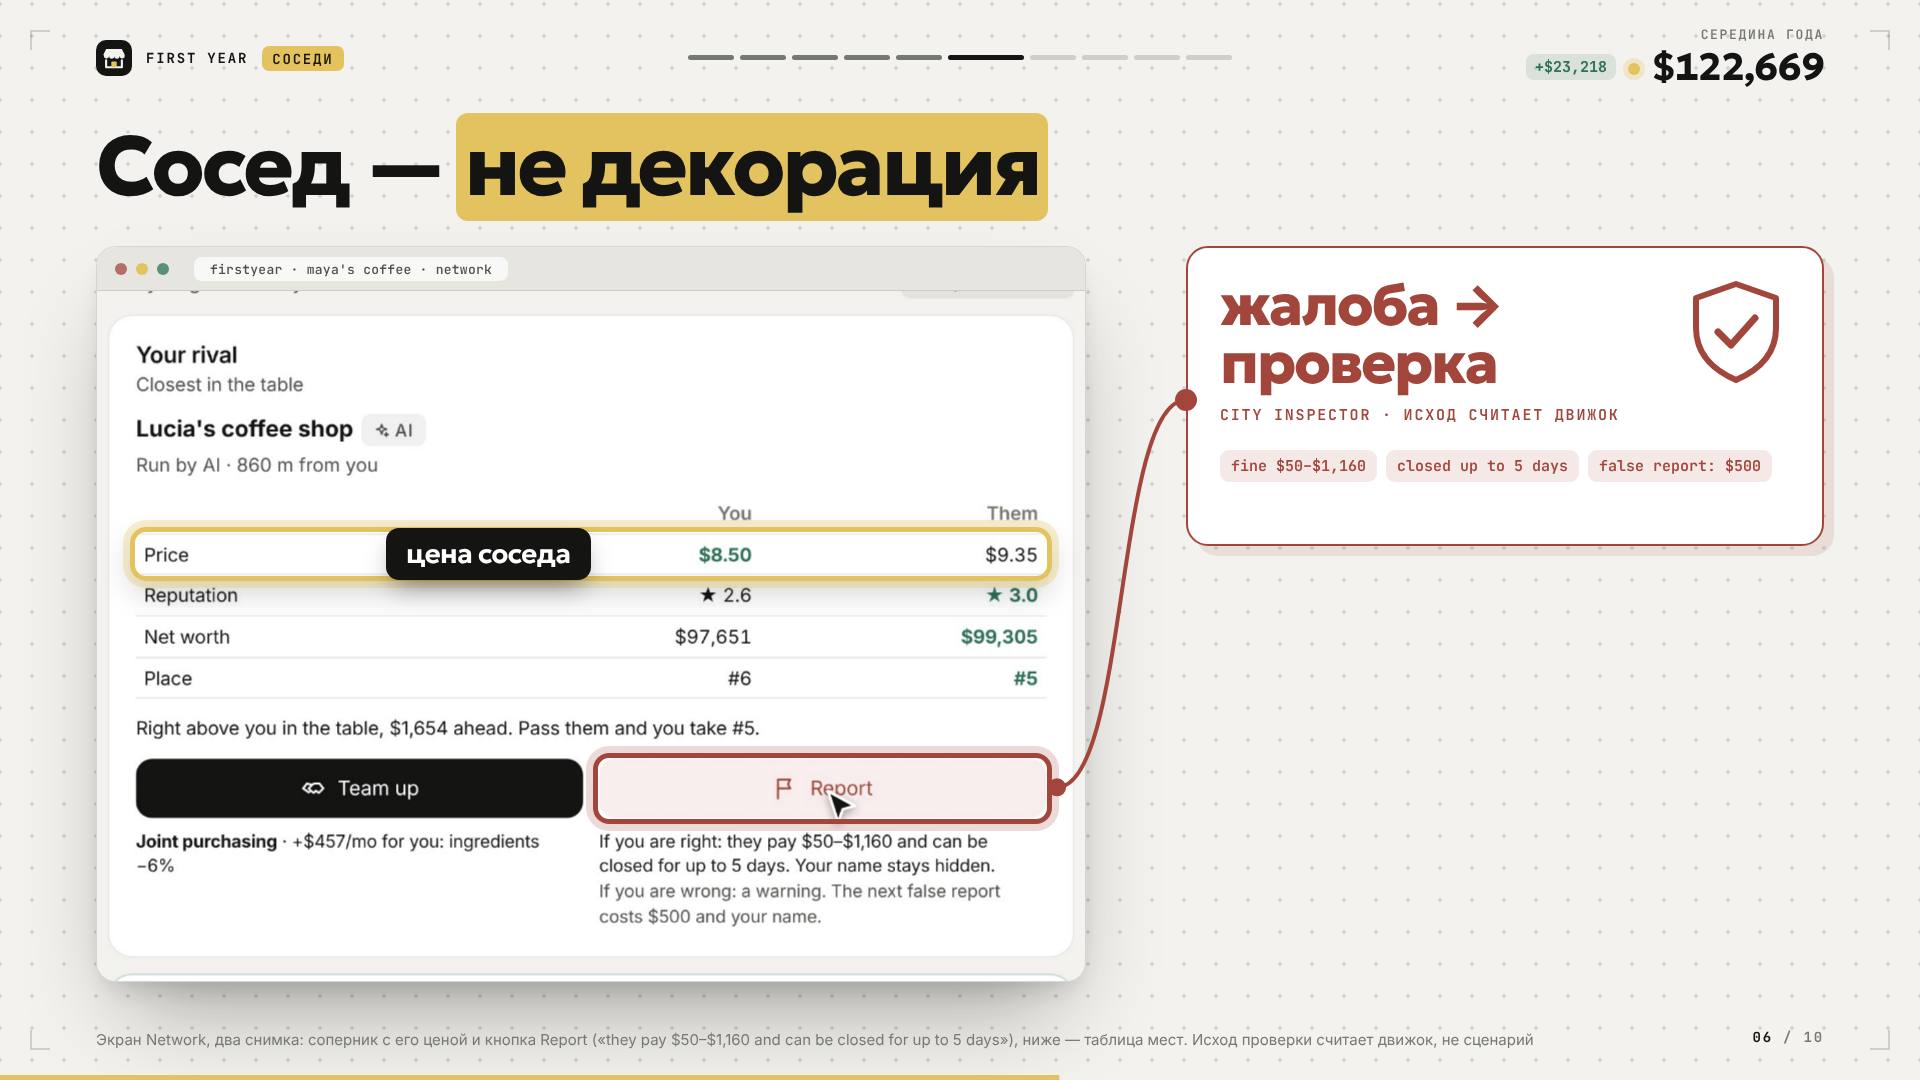 FIRST YEAR СОСЕДИ
СЕРЕДИНА ГОДА
+$23,218 $122,669
Сосед — не декорация
firstyear · maya's coffee · network
Your rival
Closest in the table
Lucia's coffee shop AI
Run by AI · 860 m from you
You Them
Price цена соседа $8.50 $9.35
Reputation ★ 2.6 ★ 3.0
Net worth $97,651 $99,305
Place #6 #5
Right above you in the table, $1,654 ahead. Pass them and you take #5.
Team up
Report
Joint purchasing · +$457/mo for you: ingredients
−6%
If you are right: they pay $50–$1,160 and can be
closed for up to 5 days. Your name stays hidden.
If you are wrong: a warning. The next false report
costs $500 and your name.
жалоба →
проверка
CITY INSPECTOR · ИСХОД СЧИТАЕТ ДВИЖОК
fine $50–$1,160 closed up to 5 days false report: $500
Экран Network, два снимка: соперник с его ценой и кнопка Report («they pay $50–$1,160 and can be closed for up to 5 days»), ниже — таблица мест. Исход проверки считает движок, не сценарий
06 / 10